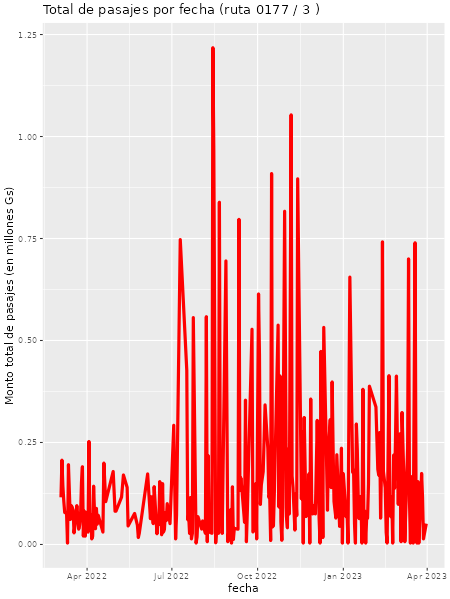 Total de pasajes por fecha (ruta 0177 / 3 )
Monto total de pasajes (en millones Gs)
1.25
1.00
0.75
0.50
0.25
0.00
Apr 2022
Jul 2022
Oct 2022
Jan 2023
Apr 2023
fecha